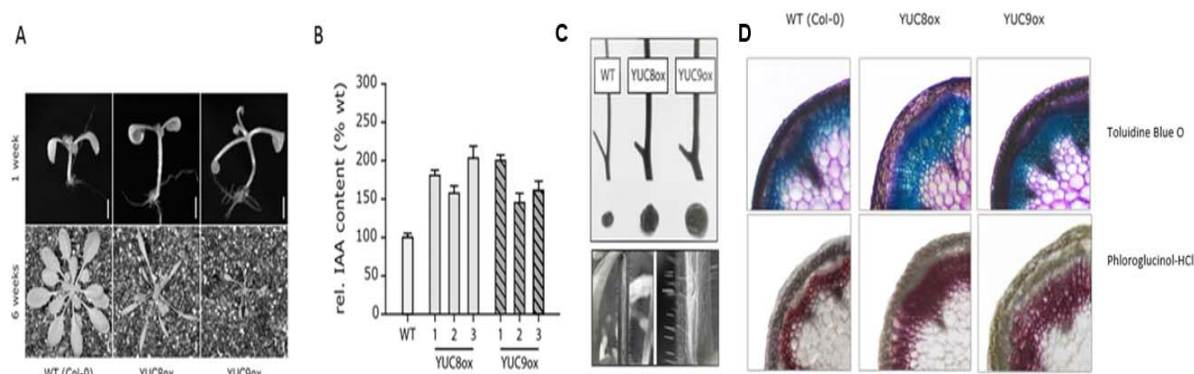 A
1 week
6 weeks
WT (Col-0) YUC8ox YUC9ox
B
rel. IAA content (% wt)
300
250
200
150
100
50
0
WT 1 2 3 1 2 3
YUC8ox YUC9ox
C
WT YUC8ox YUC9ox
D
WT (Col-0) YUC8ox YUC9ox
Toluidine Blue O
Phloroglucinol-HCl